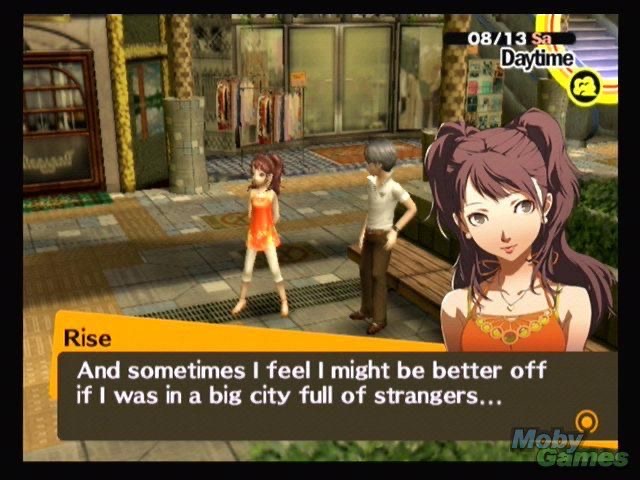 08/13 Sa
Daytime
Rise
And sometimes I feel I might be better off
if I was in a big city full of strangers...
Moby
Games